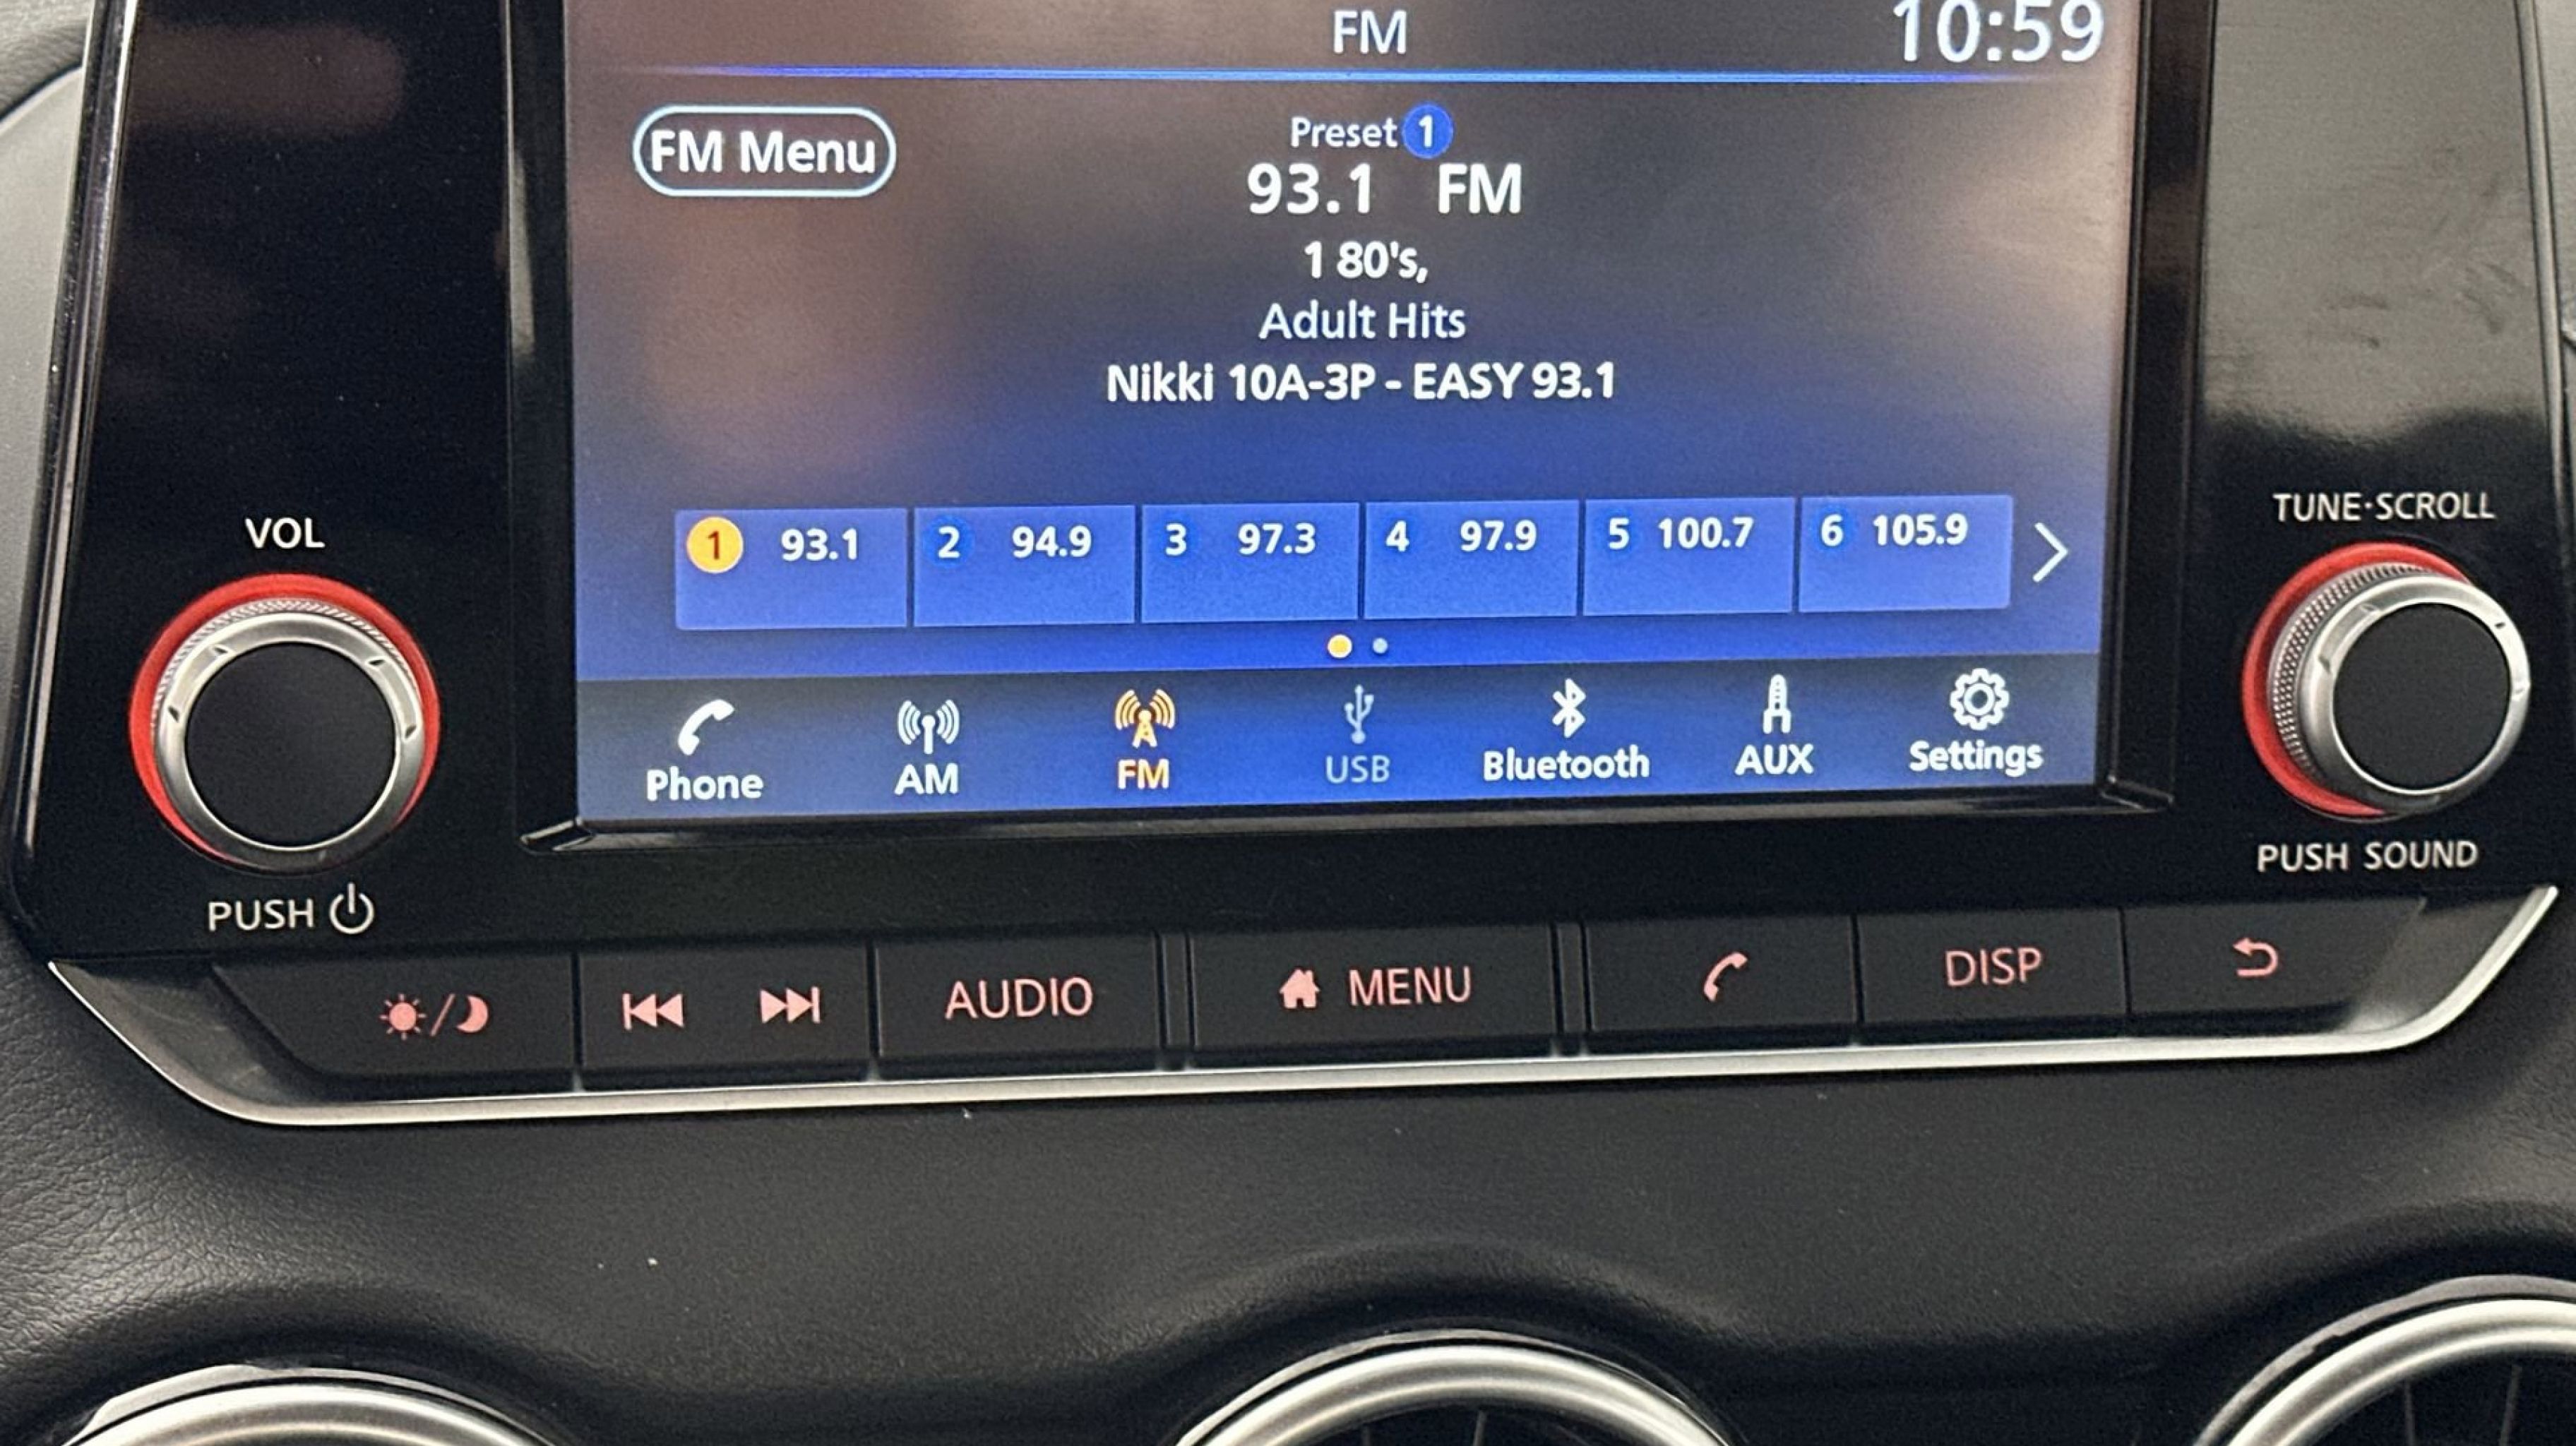 FM 10:59
FM Menu
Preset 1
93.1 FM
1 80's,
Adult Hits
Nikki 10A-3P - EASY 93.1
1 93.1 2 94.9 3 97.3 4 97.9 5 100.7 6 105.9
Phone AM FM USB Bluetooth AUX Settings
VOL
PUSH
TUNE·SCROLL
PUSH SOUND
AUDIO MENU DISP